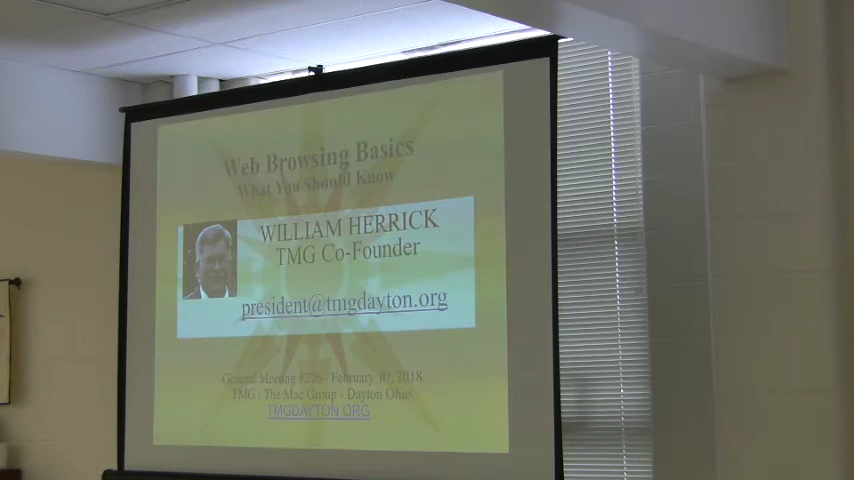 Web Browsing Basics
What You Should Know
WILLIAM HERRICK
TMG Co-Founder
president@tmgdayton.org
General Meeting #376 - February 10, 2018
TMG - The Mac Group - Dayton Ohio
TMGDAYTON.ORG